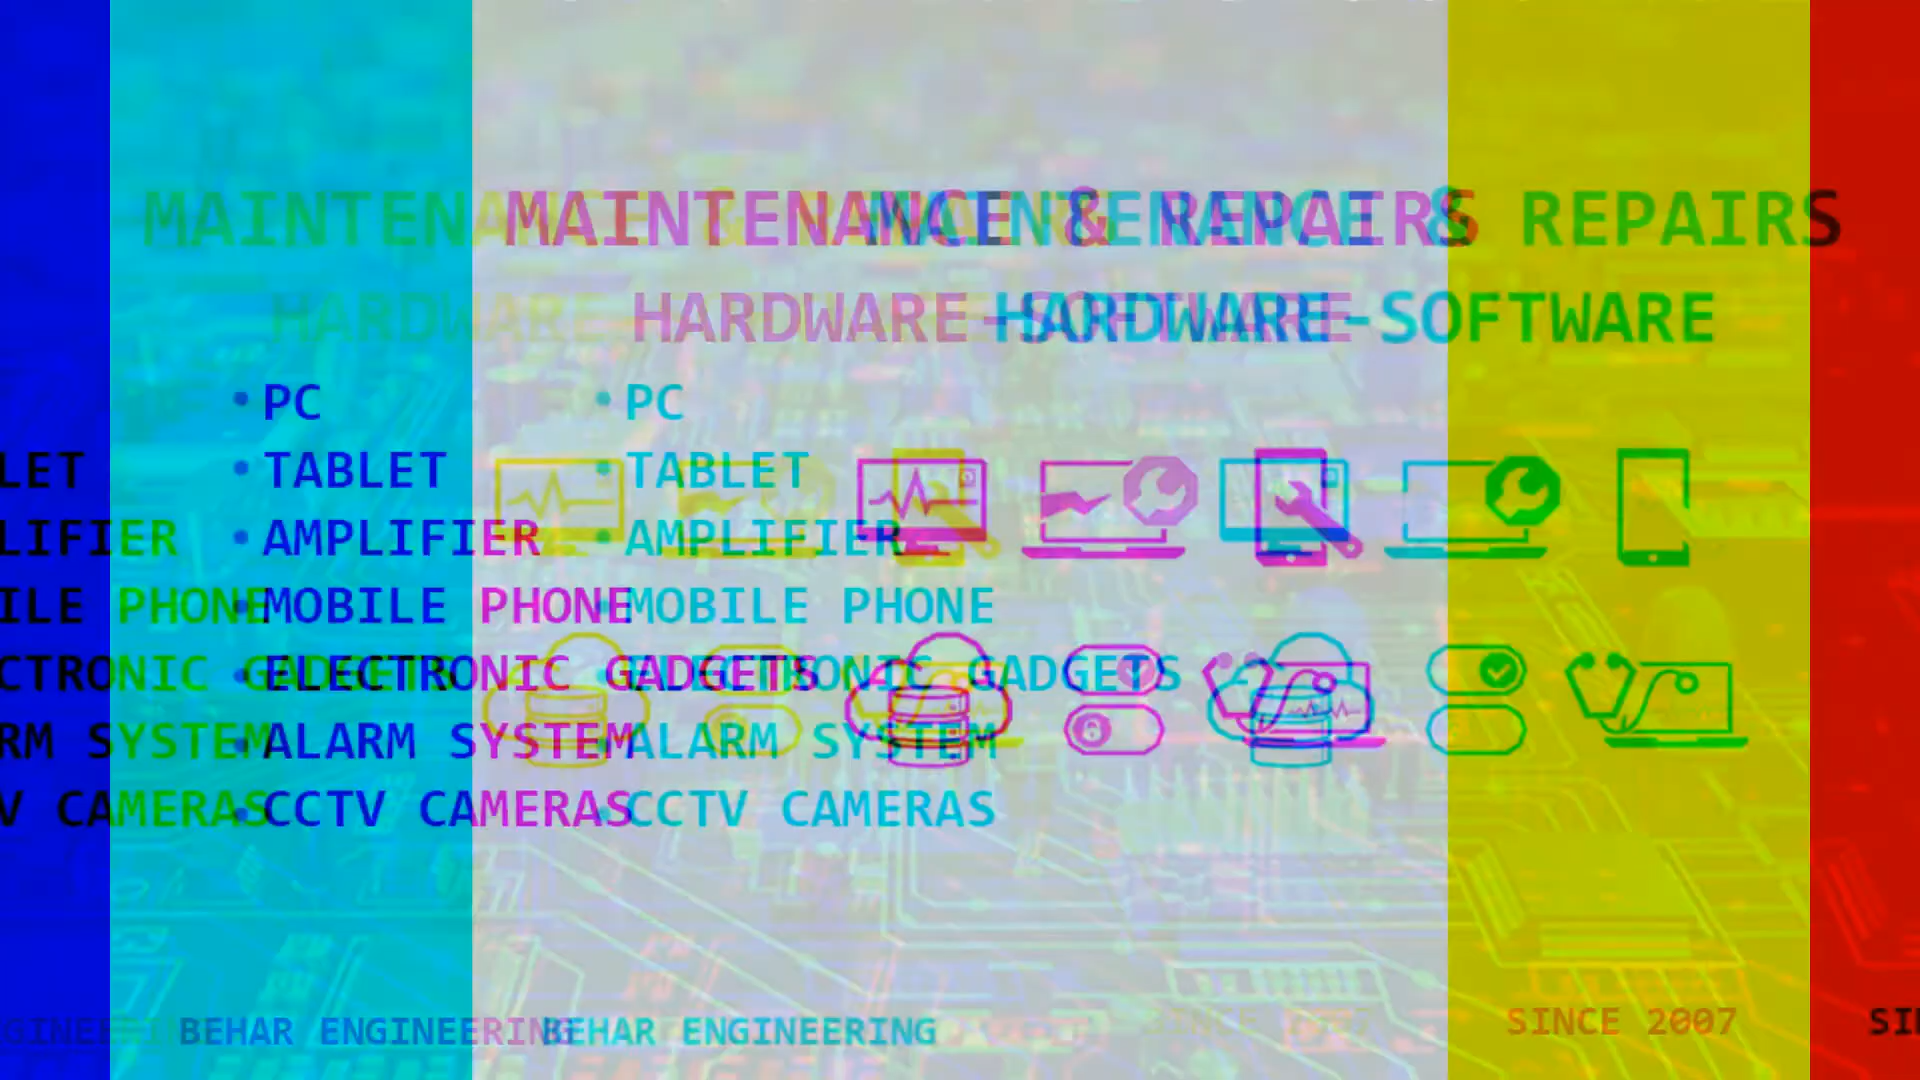 MAINTENANCE & REPAIRS
HARDWARE-SOFTWARE
• PC
• TABLET
• AMPLIFIER
• MOBILE PHONE
• ELECTRONIC GADGETS
• ALARM SYSTEM
• CCTV CAMERAS
BEHAR ENGINEERING
SINCE 2007